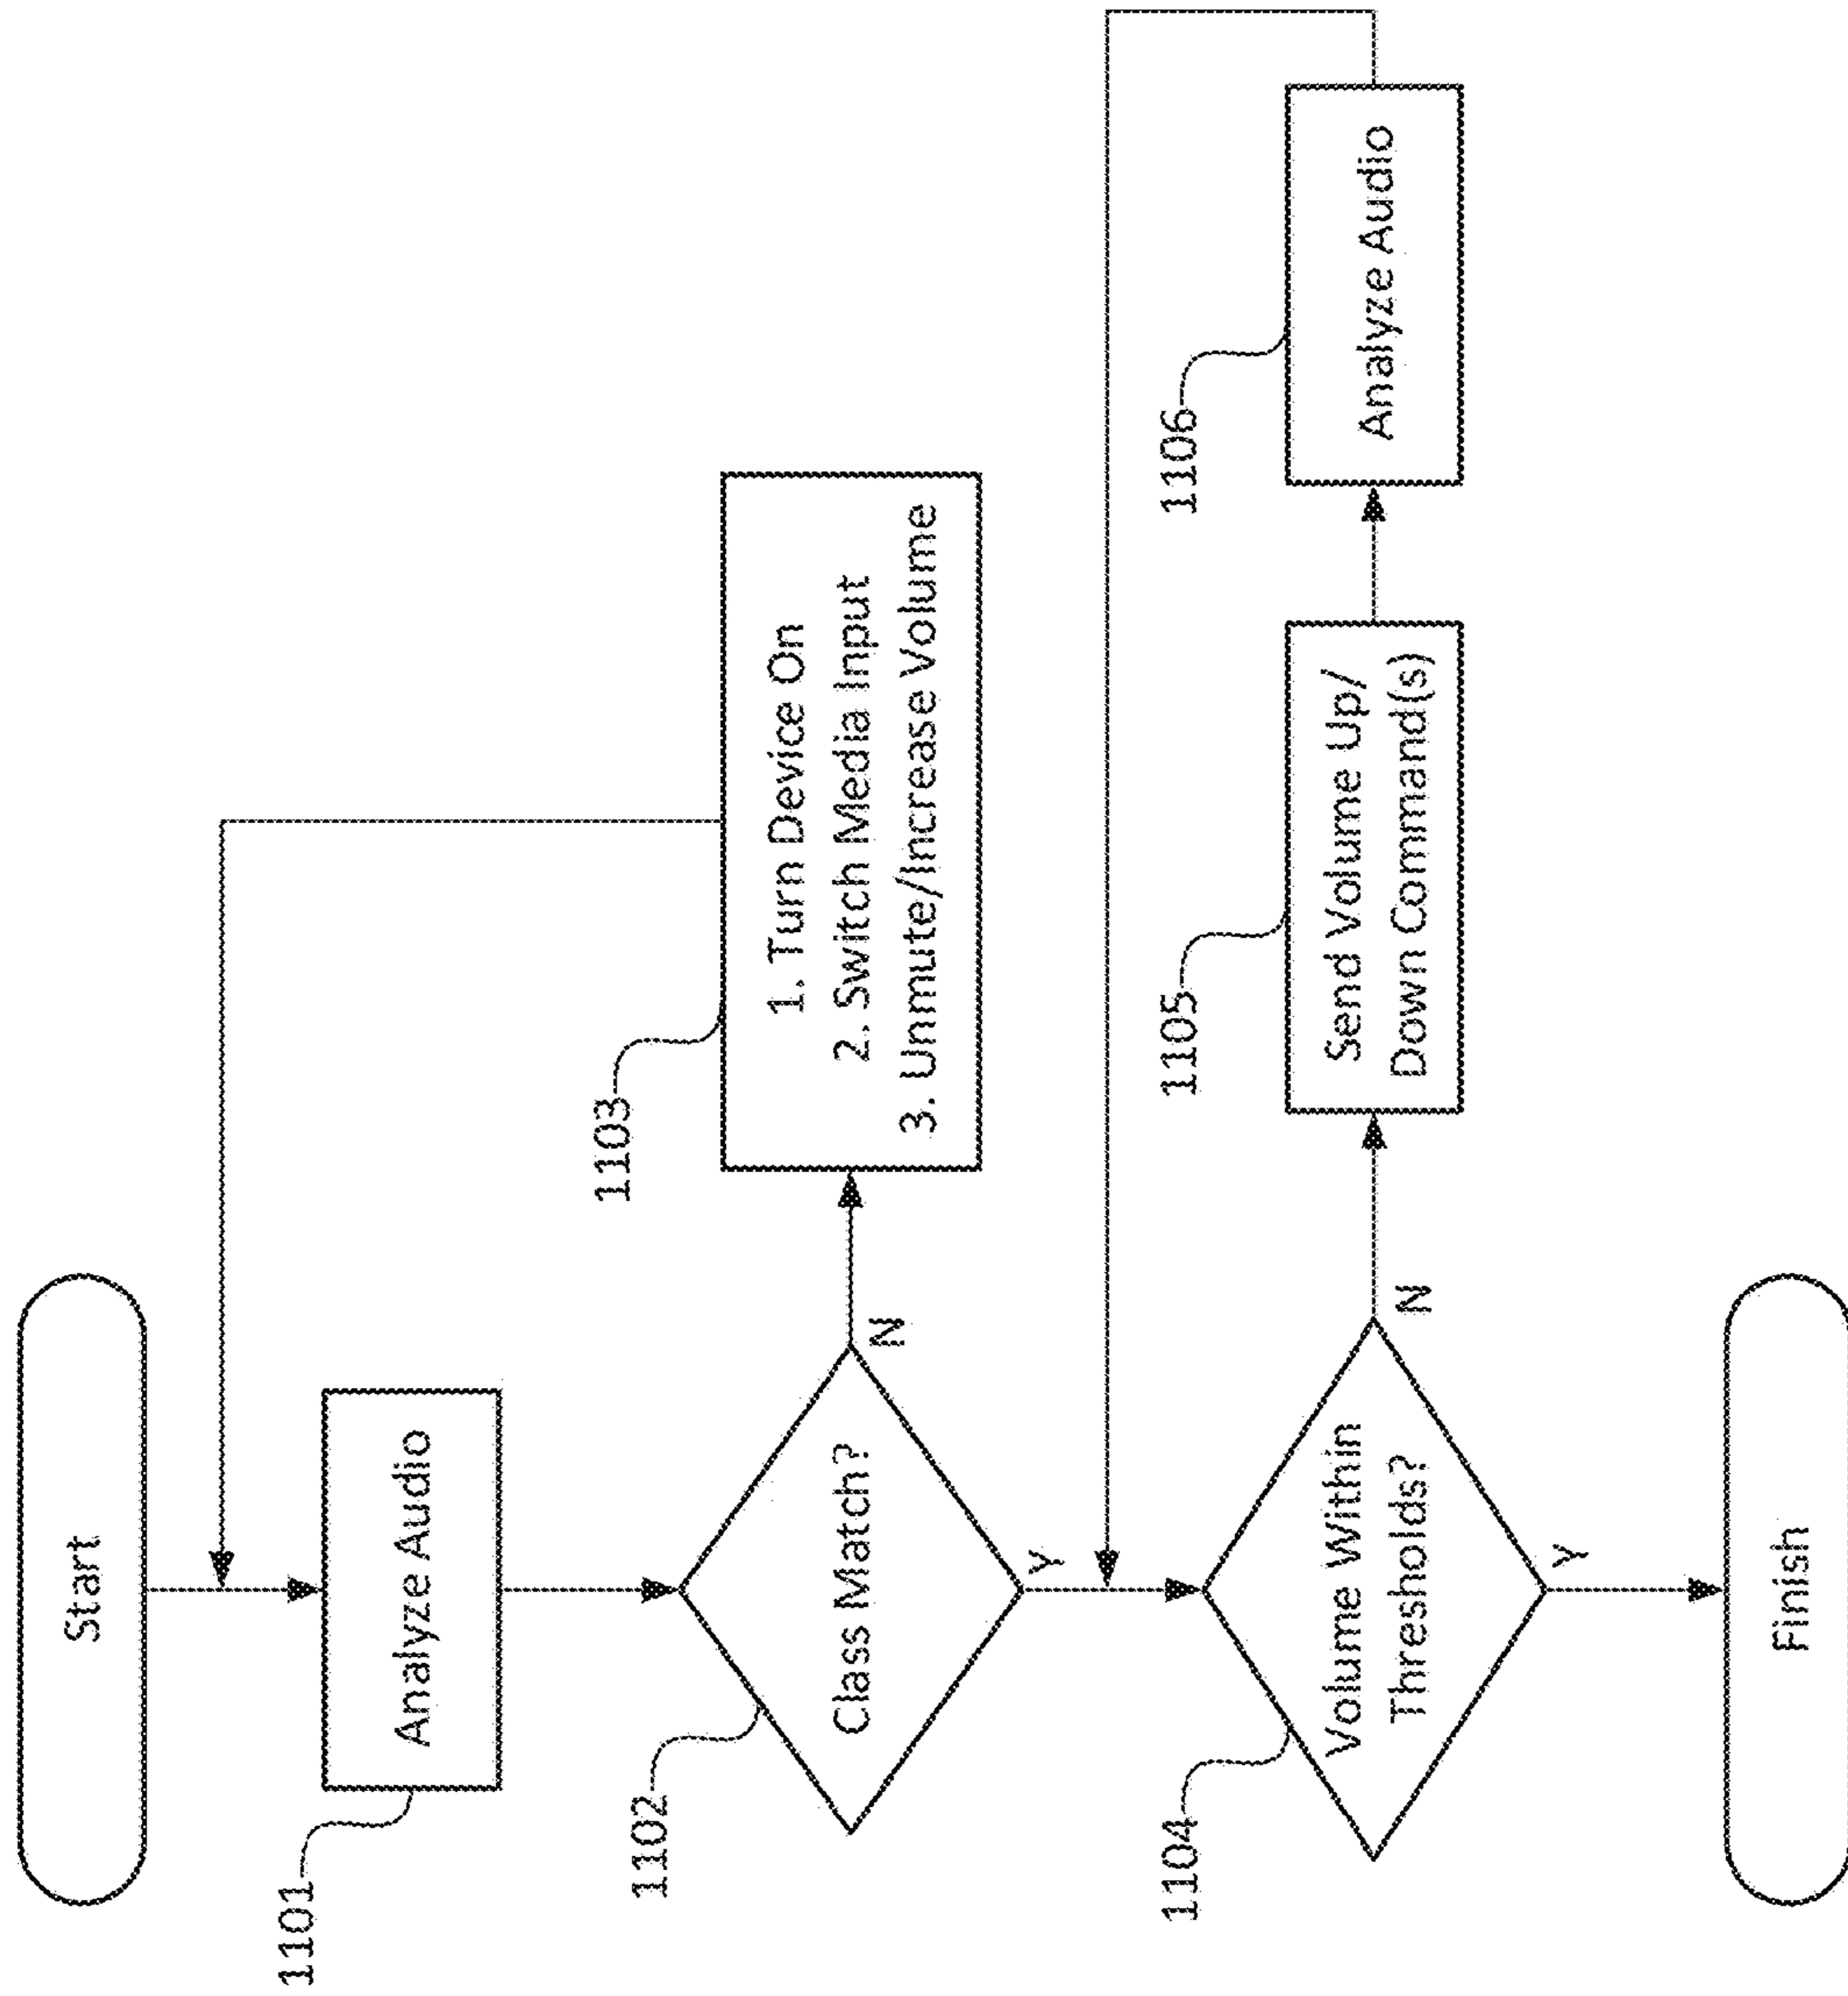 Start
1101
Analyze Audio
1102
Class Match?
N
Y
1103
1. Turn Device On
2. Switch Media Input
3. Unmute/Increase Volume
1104
Volume Within
Thresholds?
N
Y
1105
Send Volume Up/
Down Command(s)
1106
Analyze Audio
Finish